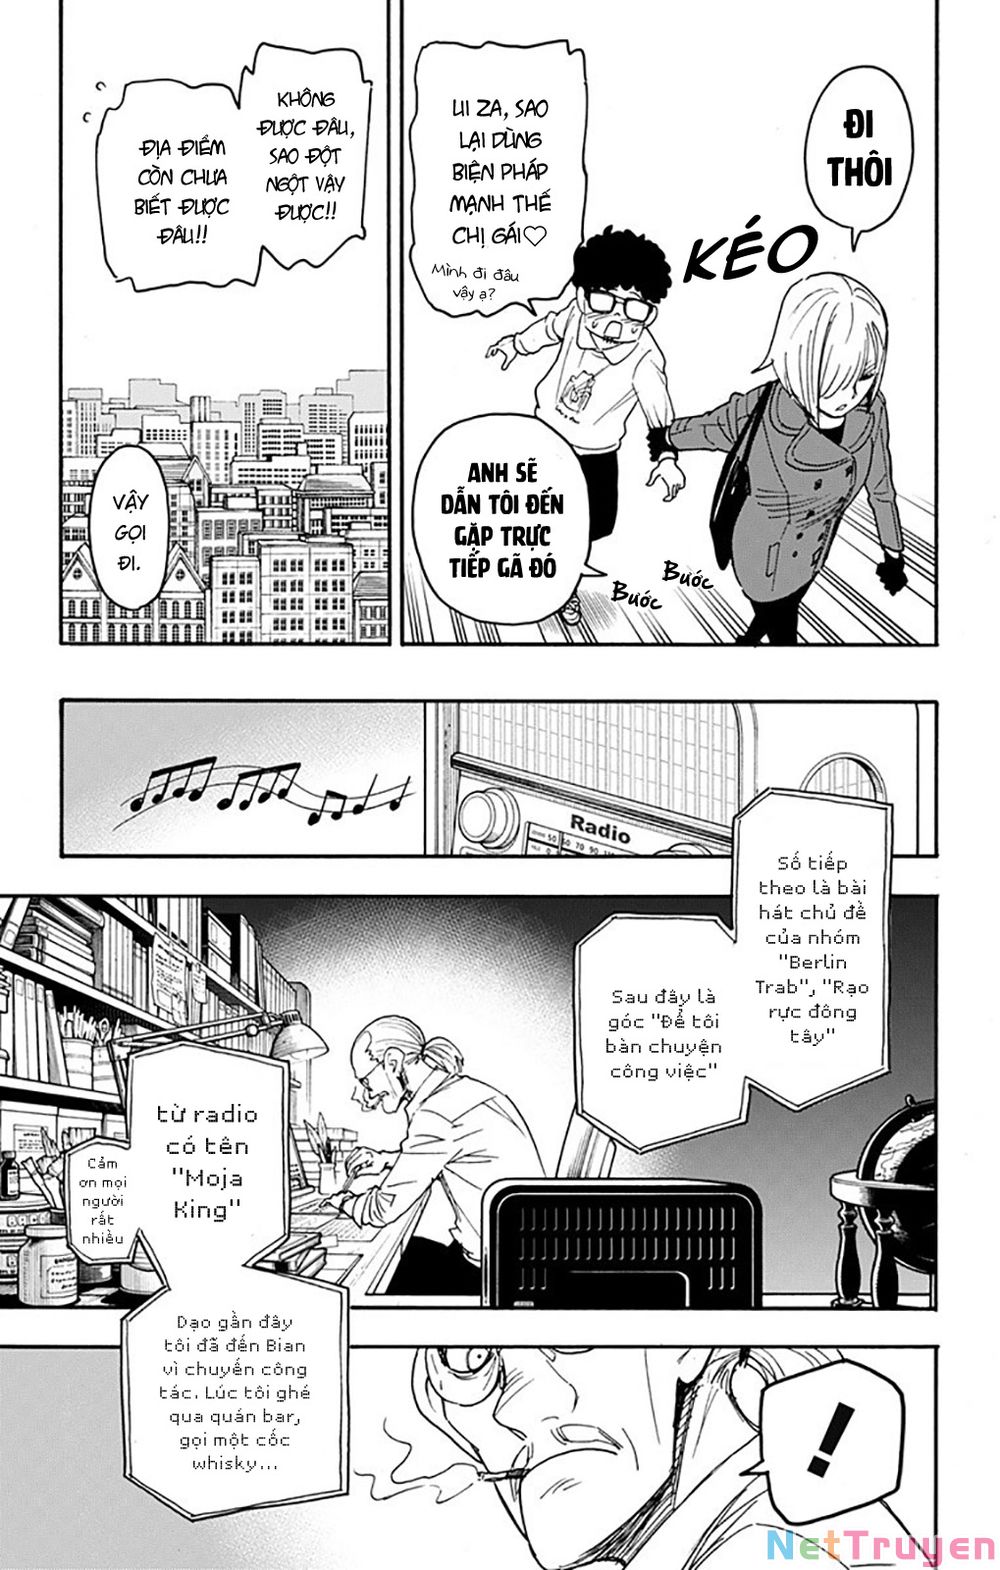 ĐI
THÔI
UI ZA, SAO
LẠI DÙNG
BIỆN PHÁP
MẠNH THẾ
CHỊ GÁI♡
Mình đi đâu
vậy ạ?
KÉO
ANH SẼ
DẪN TÔI ĐẾN
GẶP TRỰC
TIẾP GÃ ĐÓ
Bước
Bước
KHÔNG
ĐƯỢC ĐÂU,
SAO ĐỘT
NGỘT VẬY
ĐƯỢC!!
ĐỊA ĐIỂM
CÒN CHƯA
BIẾT ĐƯỢC
ĐÂU!!
VẬY
GỌI
ĐI.
Radio
50 60 70 90
Số tiếp
theo là bài
hát chủ đề
của nhóm
"Berlin
Trab", "Rạo
rực đông
tây"
Sau đây là
góc "Để tôi
bàn chuyện
công việc"
từ radio
có tên
"Moja
King"
Cảm
ơn mọi
người
rất
nhiều
Dạo gần đây
tôi đã đến Bian
vì chuyến công
tác. Lúc tôi ghé
qua quán bar,
gọi một cốc
whisky...
!
NetTruyen